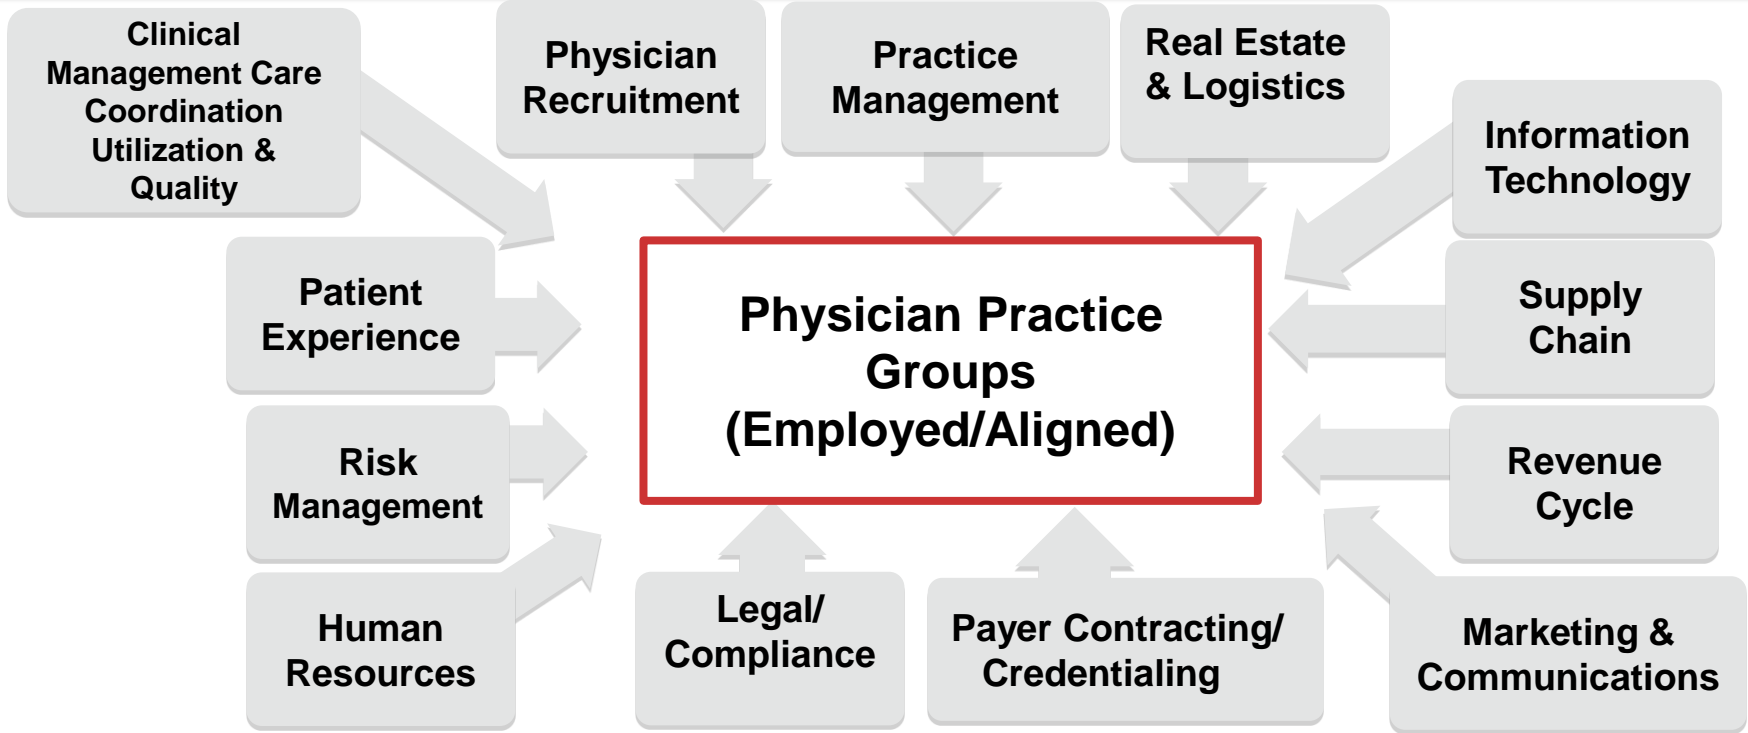 Clinical
Management Care
Coordination
Utilization &
Quality
Physician
Recruitment
Practice
Management
Real Estate
& Logistics
Information
Technology
Patient
Experience
Physician Practice
Groups
(Employed/Aligned)
Supply
Chain
Risk
Management
Revenue
Cycle
Human
Resources
Legal/
Compliance
Payer Contracting/
Credentialing
Marketing &
Communications